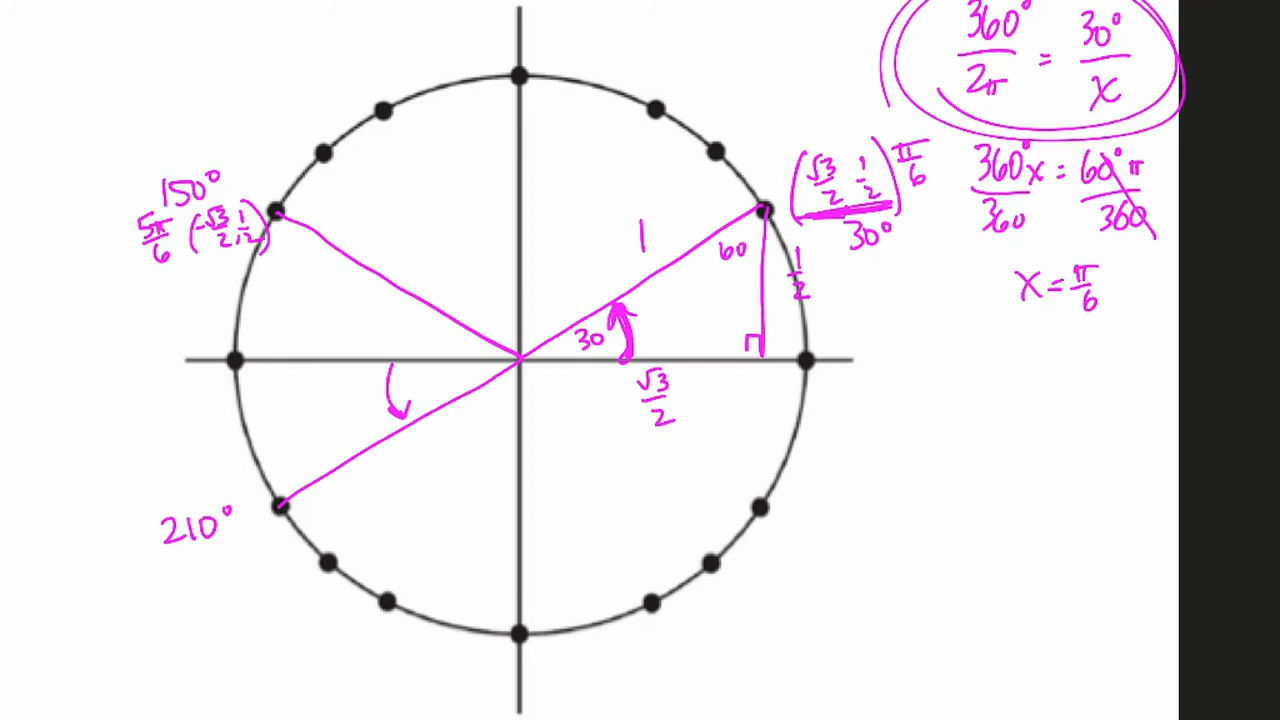 360° / 2π = 30° / x
360°x / 360 = 60°π / 360
x = π/6
(√3/2, 1/2) π/6
30°
150°
5π/6 (-√3/2, 1/2)
1
60
1/2
30
√3/2
210°